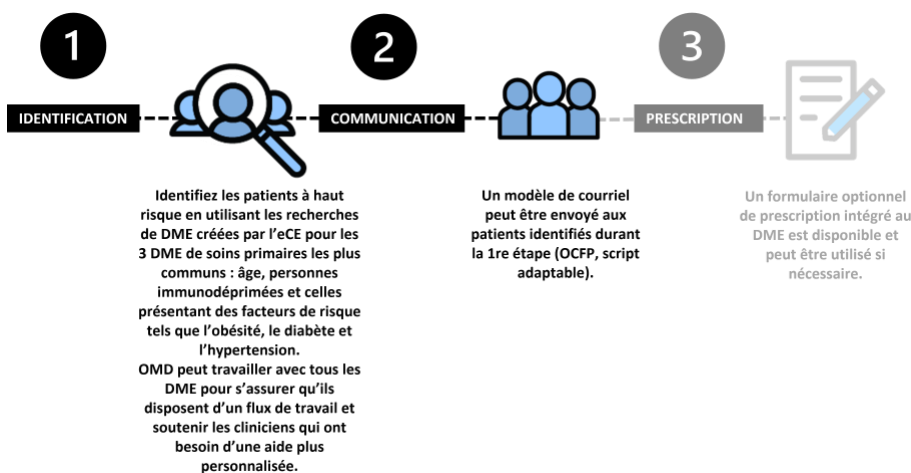 1
IDENTIFICATION
Identifiez les patients à haut
risque en utilisant les recherches
de DME créées par l'eCE pour les
3 DME de soins primaires les plus
communs : âge, personnes
immunodéprimées et celles
présentant des facteurs de risque
tels que l'obésité, le diabète et
l'hypertension.
OMD peut travailler avec tous les
DME pour s'assurer qu'ils
disposent d'un flux de travail et
soutenir les cliniciens qui ont
besoin d'une aide plus
personnalisée.
2
COMMUNICATION
Un modèle de courriel
peut être envoyé aux
patients identifiés durant
la 1re étape (OCFP, script
adaptable).
3
PRESCRIPTION
Un formulaire optionnel
de prescription intégré au
DME est disponible et
peut être utilisé si
nécessaire.